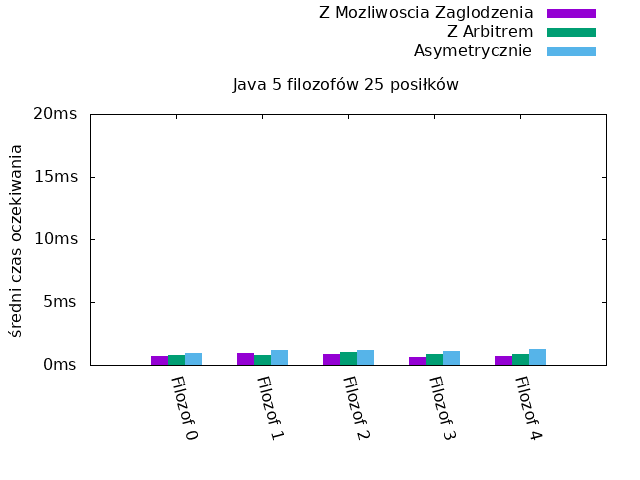 Z Mozliwoscia Zaglodzenia
Z Arbitrem
Asymetrycznie
Java 5 filozofów 25 posiłków
średni czas oczekiwania
20ms
15ms
10ms
5ms
0ms
Filozof 0
Filozof 1
Filozof 2
Filozof 3
Filozof 4